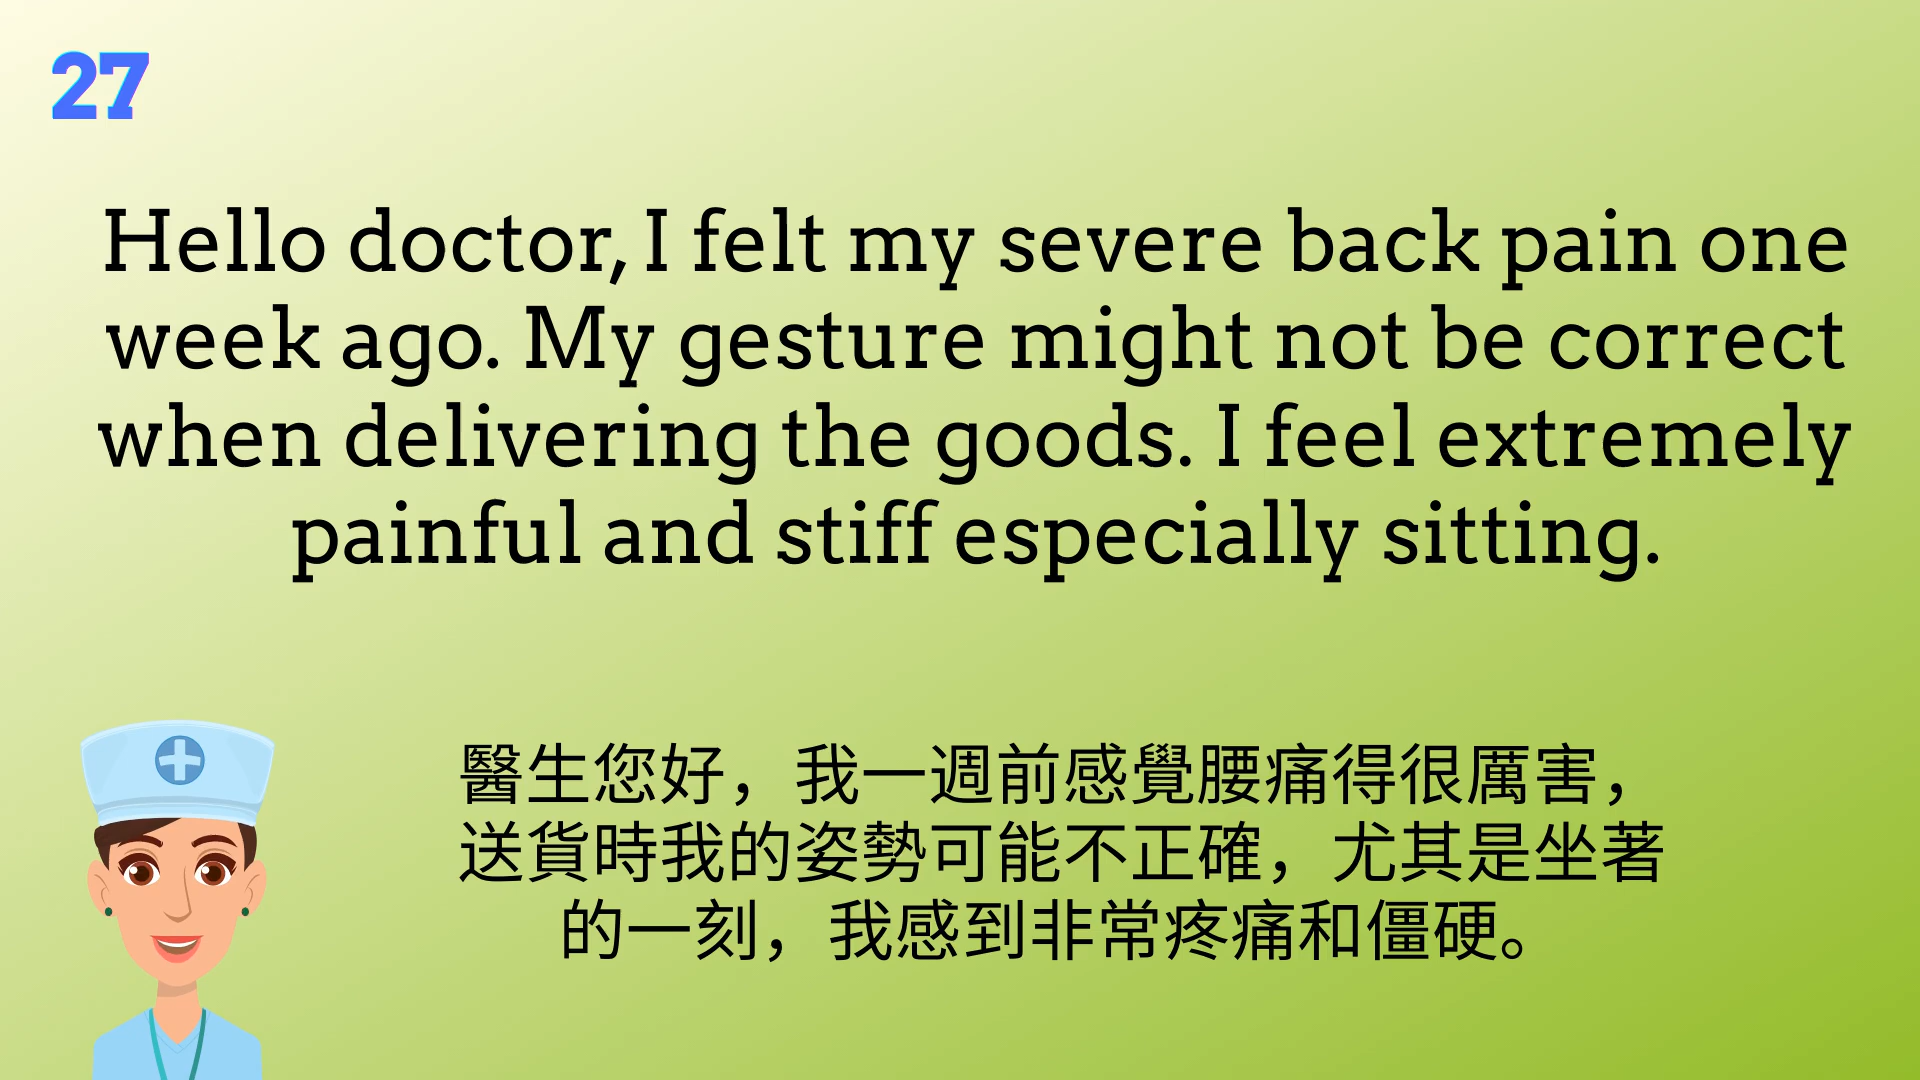 27
Hello doctor, I felt my severe back pain one
week ago. My gesture might not be correct
when delivering the goods. I feel extremely
painful and stiff especially sitting.
醫生您好，我一週前感覺腰痛得很厲害，
送貨時我的姿勢可能不正確，尤其是坐著
的一刻，我感到非常疼痛和僵硬。